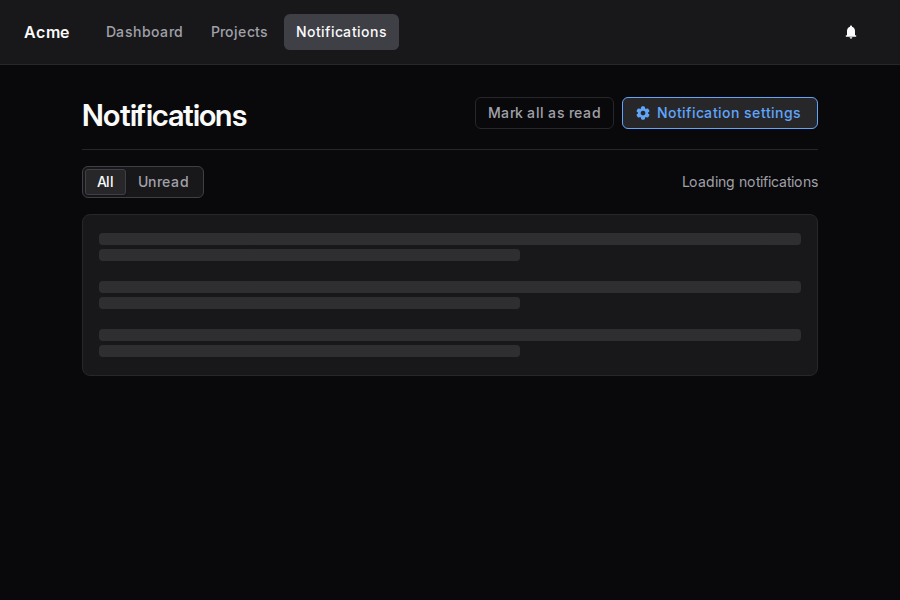 Acme Dashboard Projects Notifications
Notifications Mark all as read Notification settings
All Unread Loading notifications